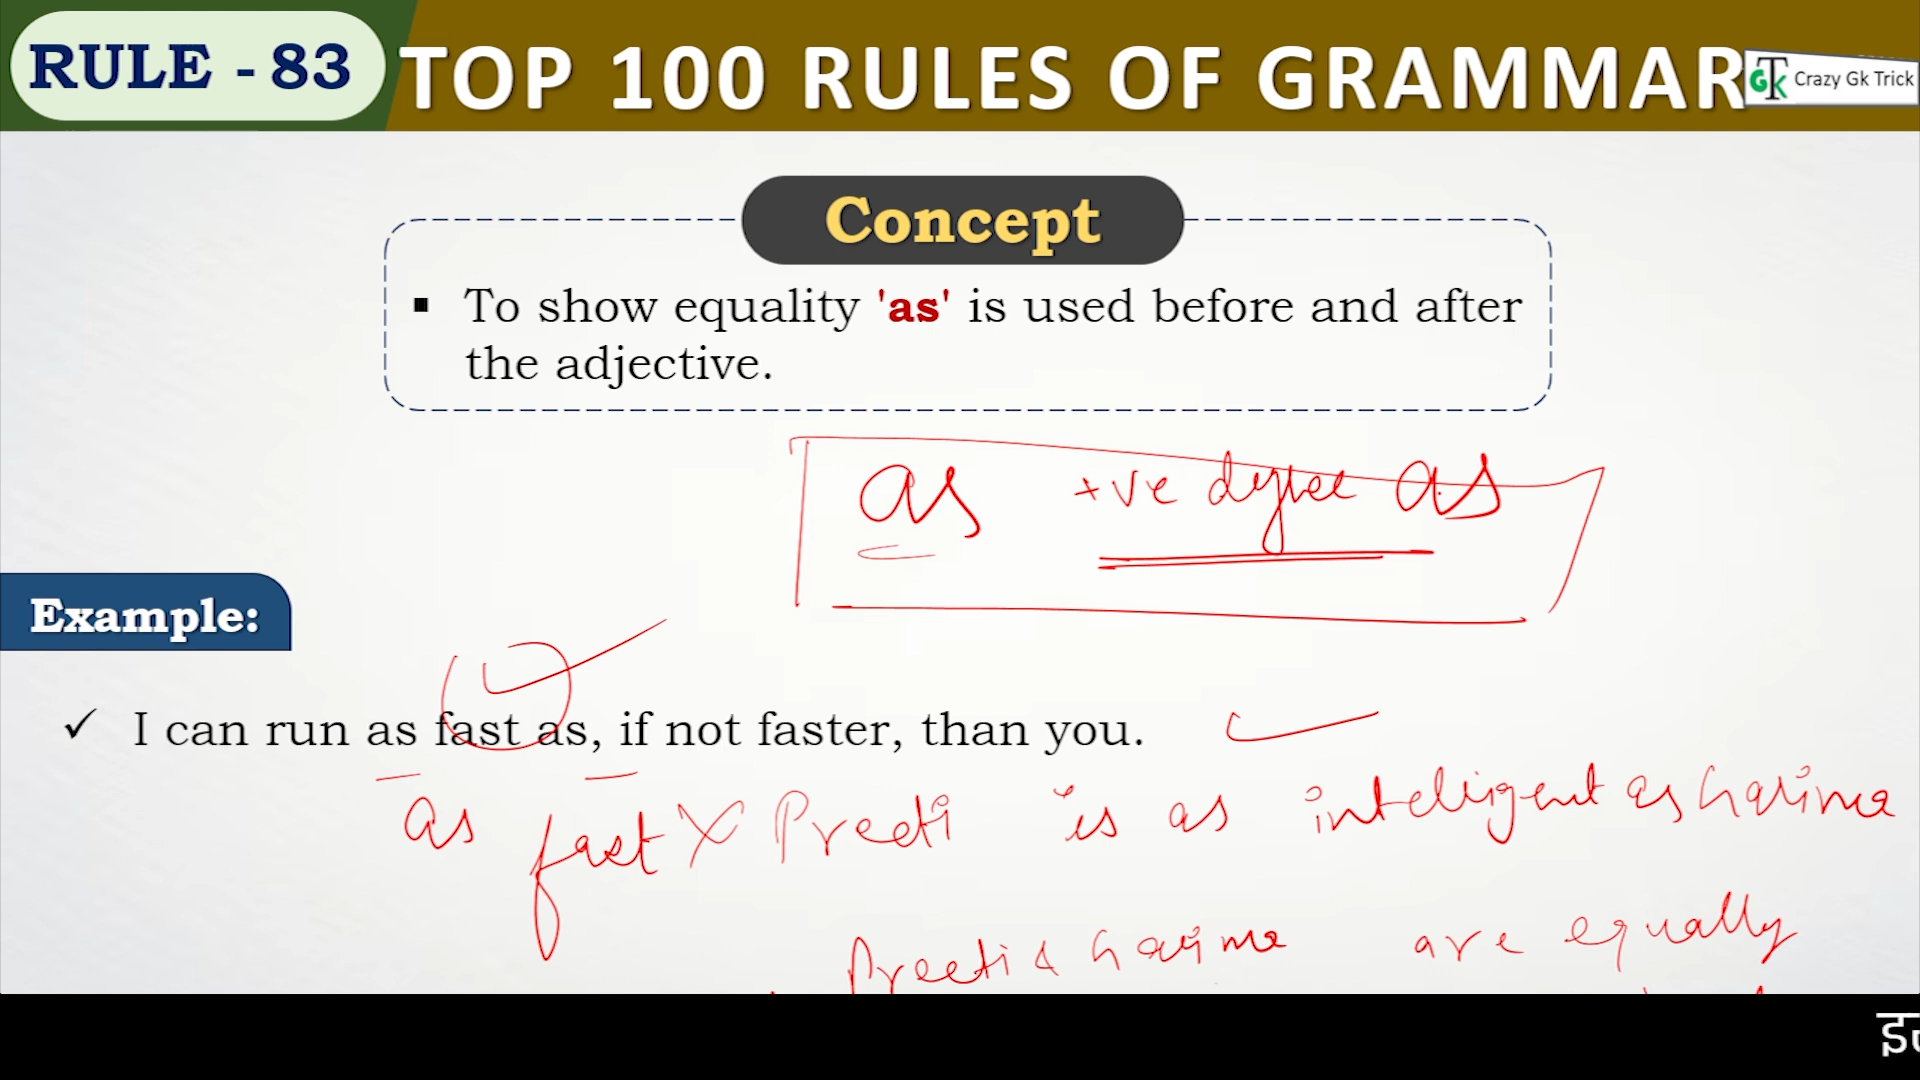 RULE - 83
TOP 100 RULES OF GRAMMAR
GTK Crazy Gk Trick
Concept
▪ To show equality 'as' is used before and after
the adjective.
as +ve degree as
Example:
✓ I can run as fast as, if not faster, than you.
as fast X Preeti is as intelligent as
Preeti & are equally